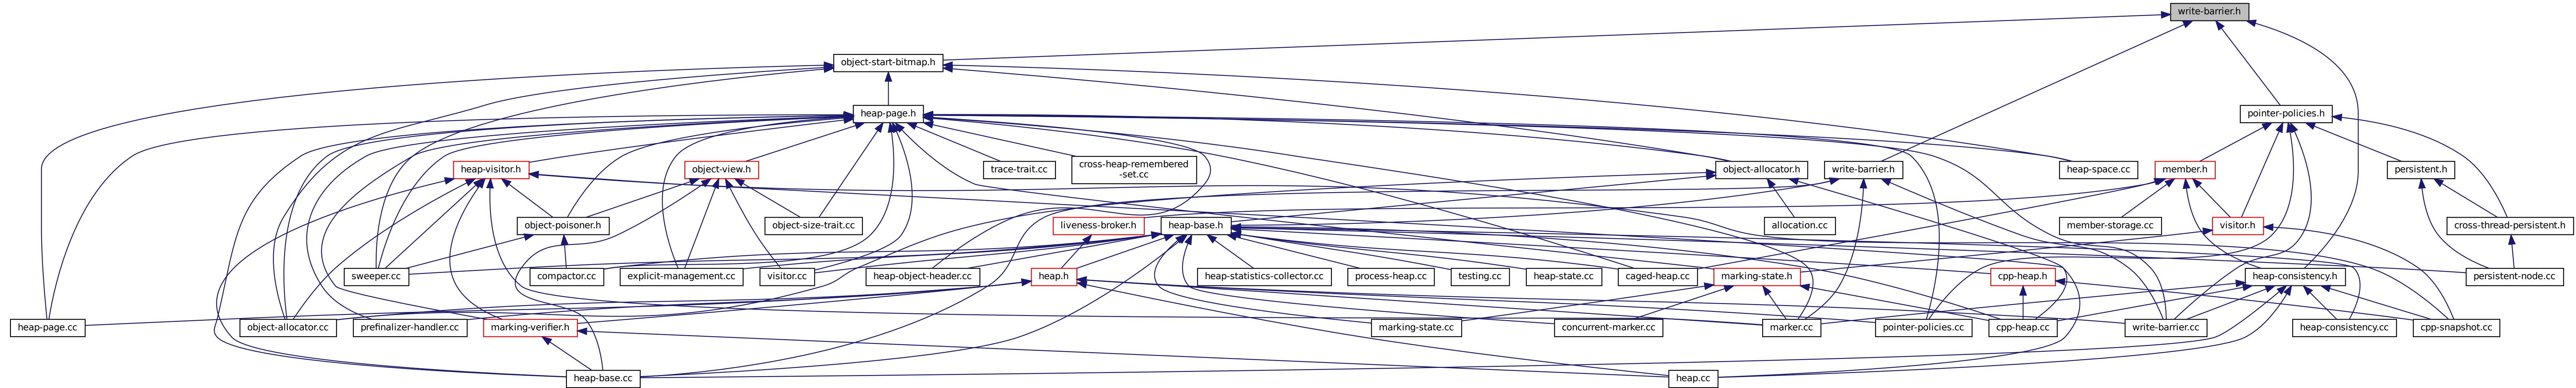 write-barrier.h
object-start-bitmap.h
heap-page.h
pointer-policies.h
heap-visitor.h
object-view.h
trace-trait.cc
cross-heap-remembered
-set.cc
object-allocator.h
write-barrier.h
heap-space.cc
member.h
persistent.h
object-poisoner.h
object-size-trait.cc
liveness-broker.h
heap-base.h
allocation.cc
member-storage.cc
visitor.h
cross-thread-persistent.h
sweeper.cc
compactor.cc
explicit-management.cc
visitor.cc
heap-object-header.cc
heap.h
heap-statistics-collector.cc
process-heap.cc
testing.cc
heap-state.cc
caged-heap.cc
marking-state.h
cpp-heap.h
heap-consistency.h
persistent-node.cc
heap-page.cc
object-allocator.cc
prefinalizer-handler.cc
marking-verifier.h
marking-state.cc
concurrent-marker.cc
marker.cc
pointer-policies.cc
cpp-heap.cc
write-barrier.cc
heap-consistency.cc
cpp-snapshot.cc
heap-base.cc
heap.cc